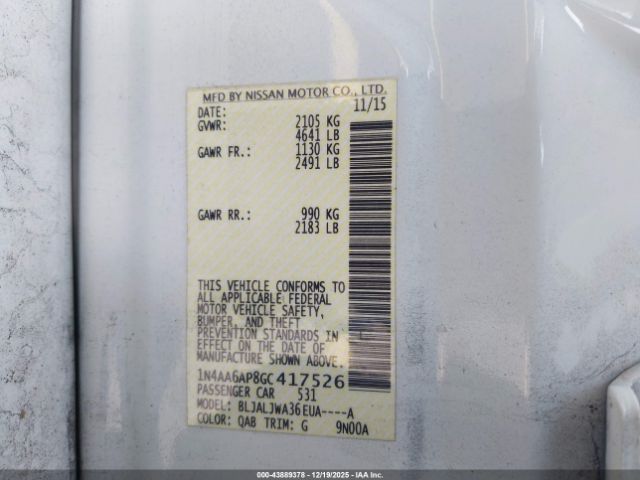 MFD BY NISSAN MOTOR CO., LTD.
DATE: 11/15
GVWR: 2105 KG
4641 LB
GAWR FR.: 1130 KG
2491 LB
GAWR RR.: 990 KG
2183 LB
THIS VEHICLE CONFORMS TO
ALL APPLICABLE FEDERAL
MOTOR VEHICLE SAFETY,
BUMPER, AND THEFT
PREVENTION STANDARDS IN
EFFECT ON THE DATE OF
MANUFACTURE SHOWN ABOVE.
1N4AA6AP8GC417526
PASSENGER CAR 531
MODEL: BLJALJWA36EUA----A
COLOR: QAB TRIM: G 9N00A
000-43889378 - 12/19/2025 - IAA Inc.